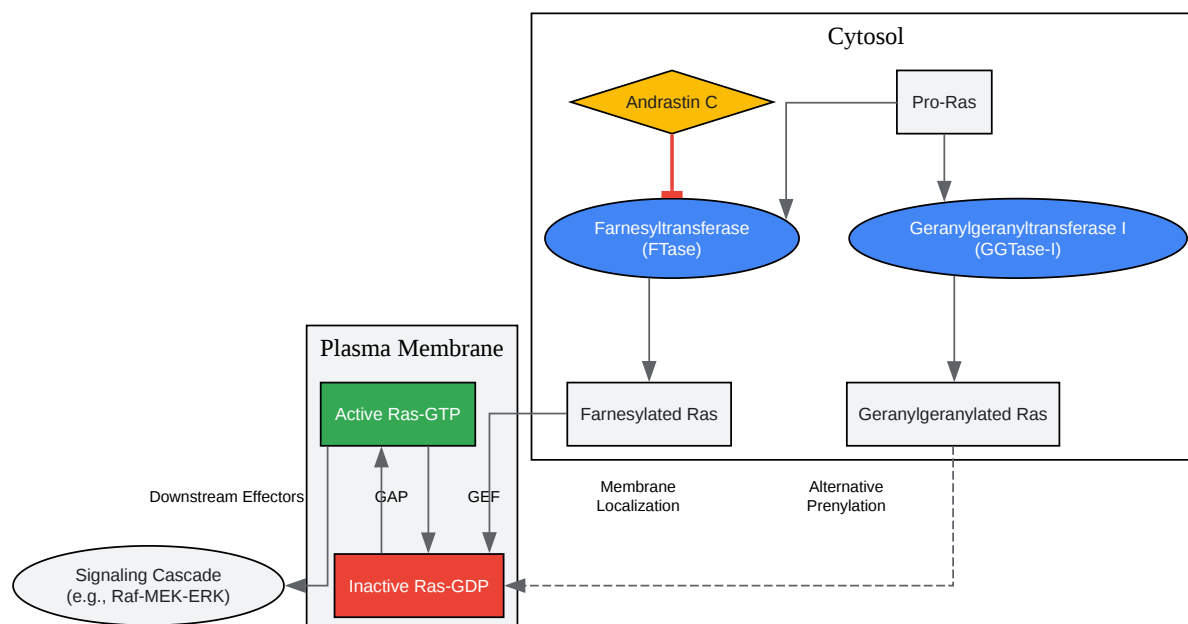 Cytosol
Andrastin C
Pro-Ras
Farnesyltransferase
(FTase)
Geranylgeranyltransferase I
(GGTase-I)
Plasma Membrane
Active Ras-GTP
Farnesylated Ras
Geranylgeranylated Ras
Downstream Effectors
GAP
GEF
Membrane
Localization
Alternative
Prenylation
Signaling Cascade
(e.g., Raf-MEK-ERK)
Inactive Ras-GDP